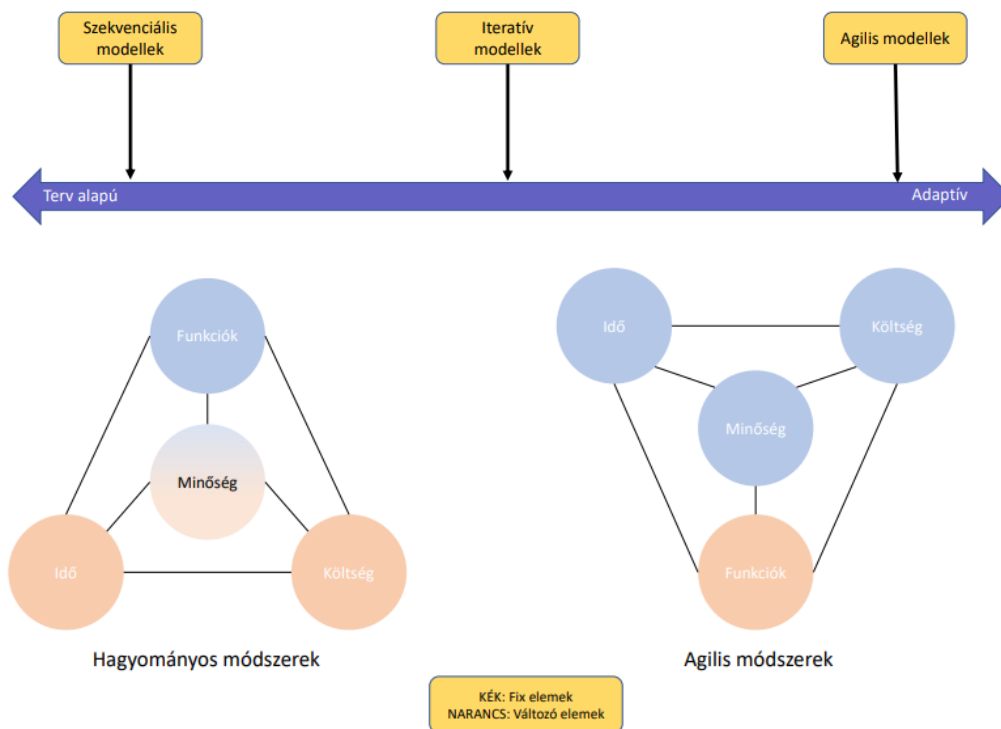 Szekvenciális
modellek
Iteratív
modellek
Agilis modellek
Terv alapú
Adaptív
Funkciók
Minőség
Idő
Költség
Hagyományos módszerek
Idő
Költség
Minőség
Funkciók
Agilis módszerek
KÉK: Fix elemek
NARANCS: Változó elemek